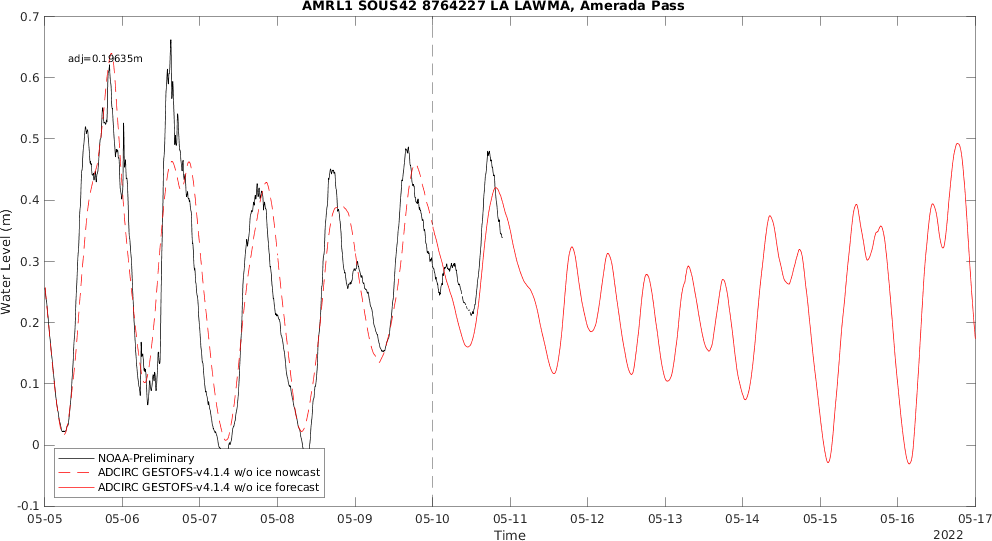 AMRL1 SOUS42 8764227 LA LAWMA, Amerada Pass
adj=0.19635m
0.7
0.6
0.5
0.4
0.3
0.2
0.1
0
-0.1
Water Level (m)
NOAA-Preliminary
ADCIRC GESTOFS-v4.1.4 w/o ice nowcast
ADCIRC GESTOFS-v4.1.4 w/o ice forecast
05-05 05-06 05-07 05-08 05-09 05-10 05-11 05-12 05-13 05-14 05-15 05-16 05-17
Time
2022